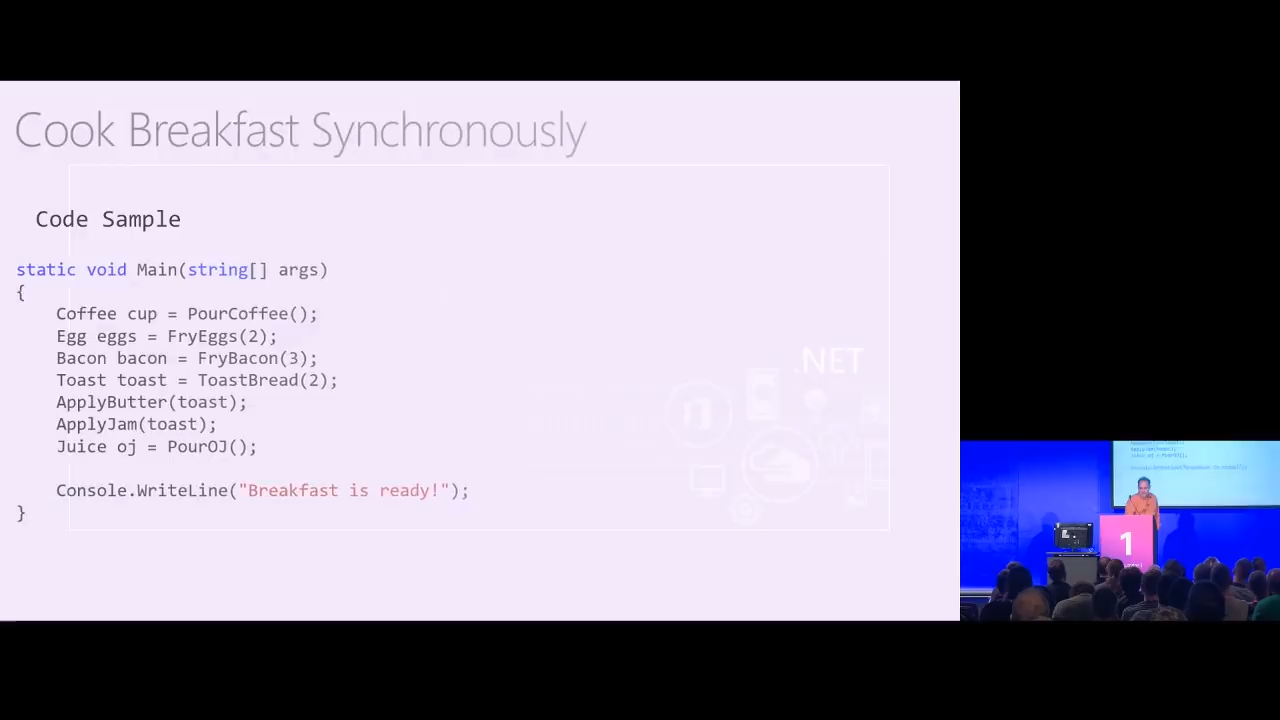 Cook Breakfast Synchronously
Code Sample
static void Main(string[] args)
{
Coffee cup = PourCoffee();
Egg eggs = FryEggs(2);
Bacon bacon = FryBacon(3);
Toast toast = ToastBread(2);
ApplyButter(toast);
ApplyJam(toast);
Juice oj = PourOJ();
Console.WriteLine("Breakfast is ready!");
}
.NET
1